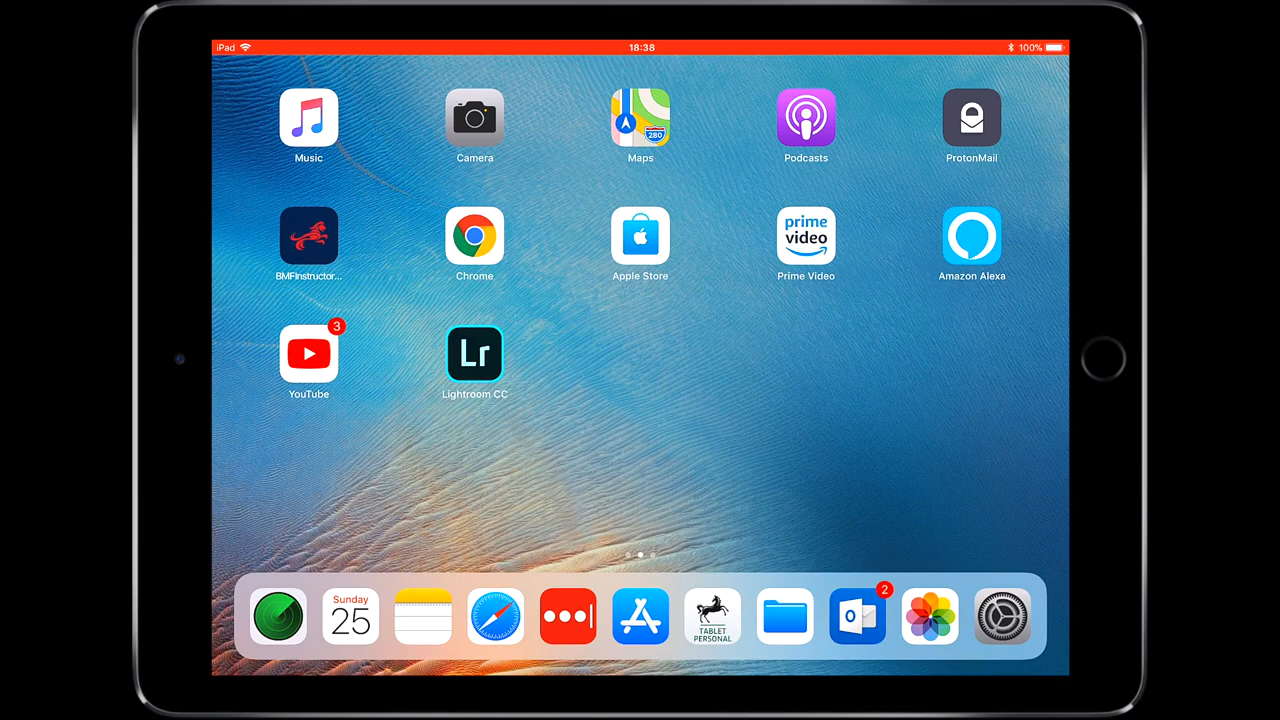 iPad 18:38 100%
Music Camera Maps Podcasts ProtonMail
280
prime video
BMFInstructor... Chrome Apple Store Prime Video Amazon Alexa
3
Lr
YouTube Lightroom CC
Sunday
25
TABLET
PERSONAL
O
2